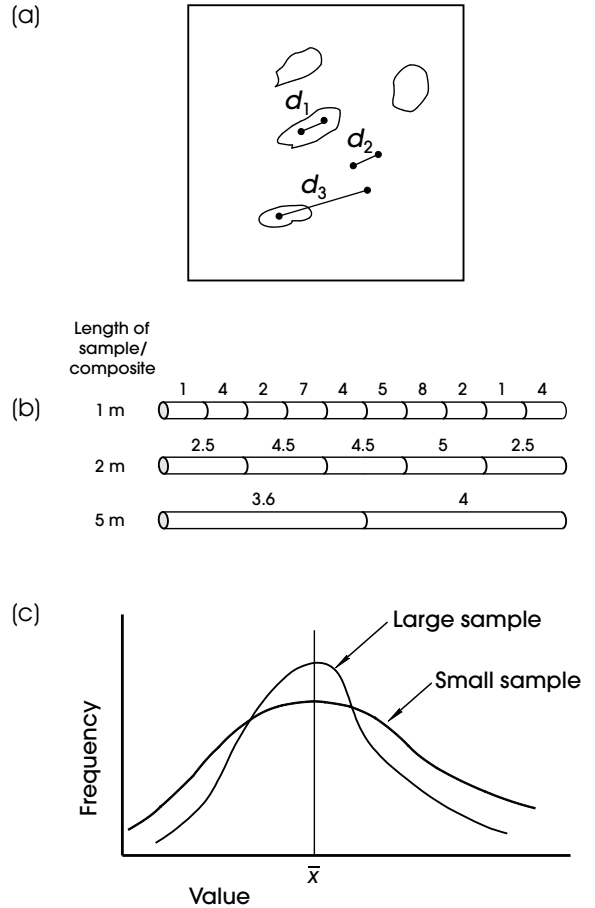 (a)
d1
d2
d3
Length of
sample/
composite
(b)
1 4 2 7 4 5 8 2 1 4
1 m
2.5 4.5 4.5 5 2.5
2 m
3.6 4
5 m
(c)
Large sample
Small sample
Frequency
x̄
Value